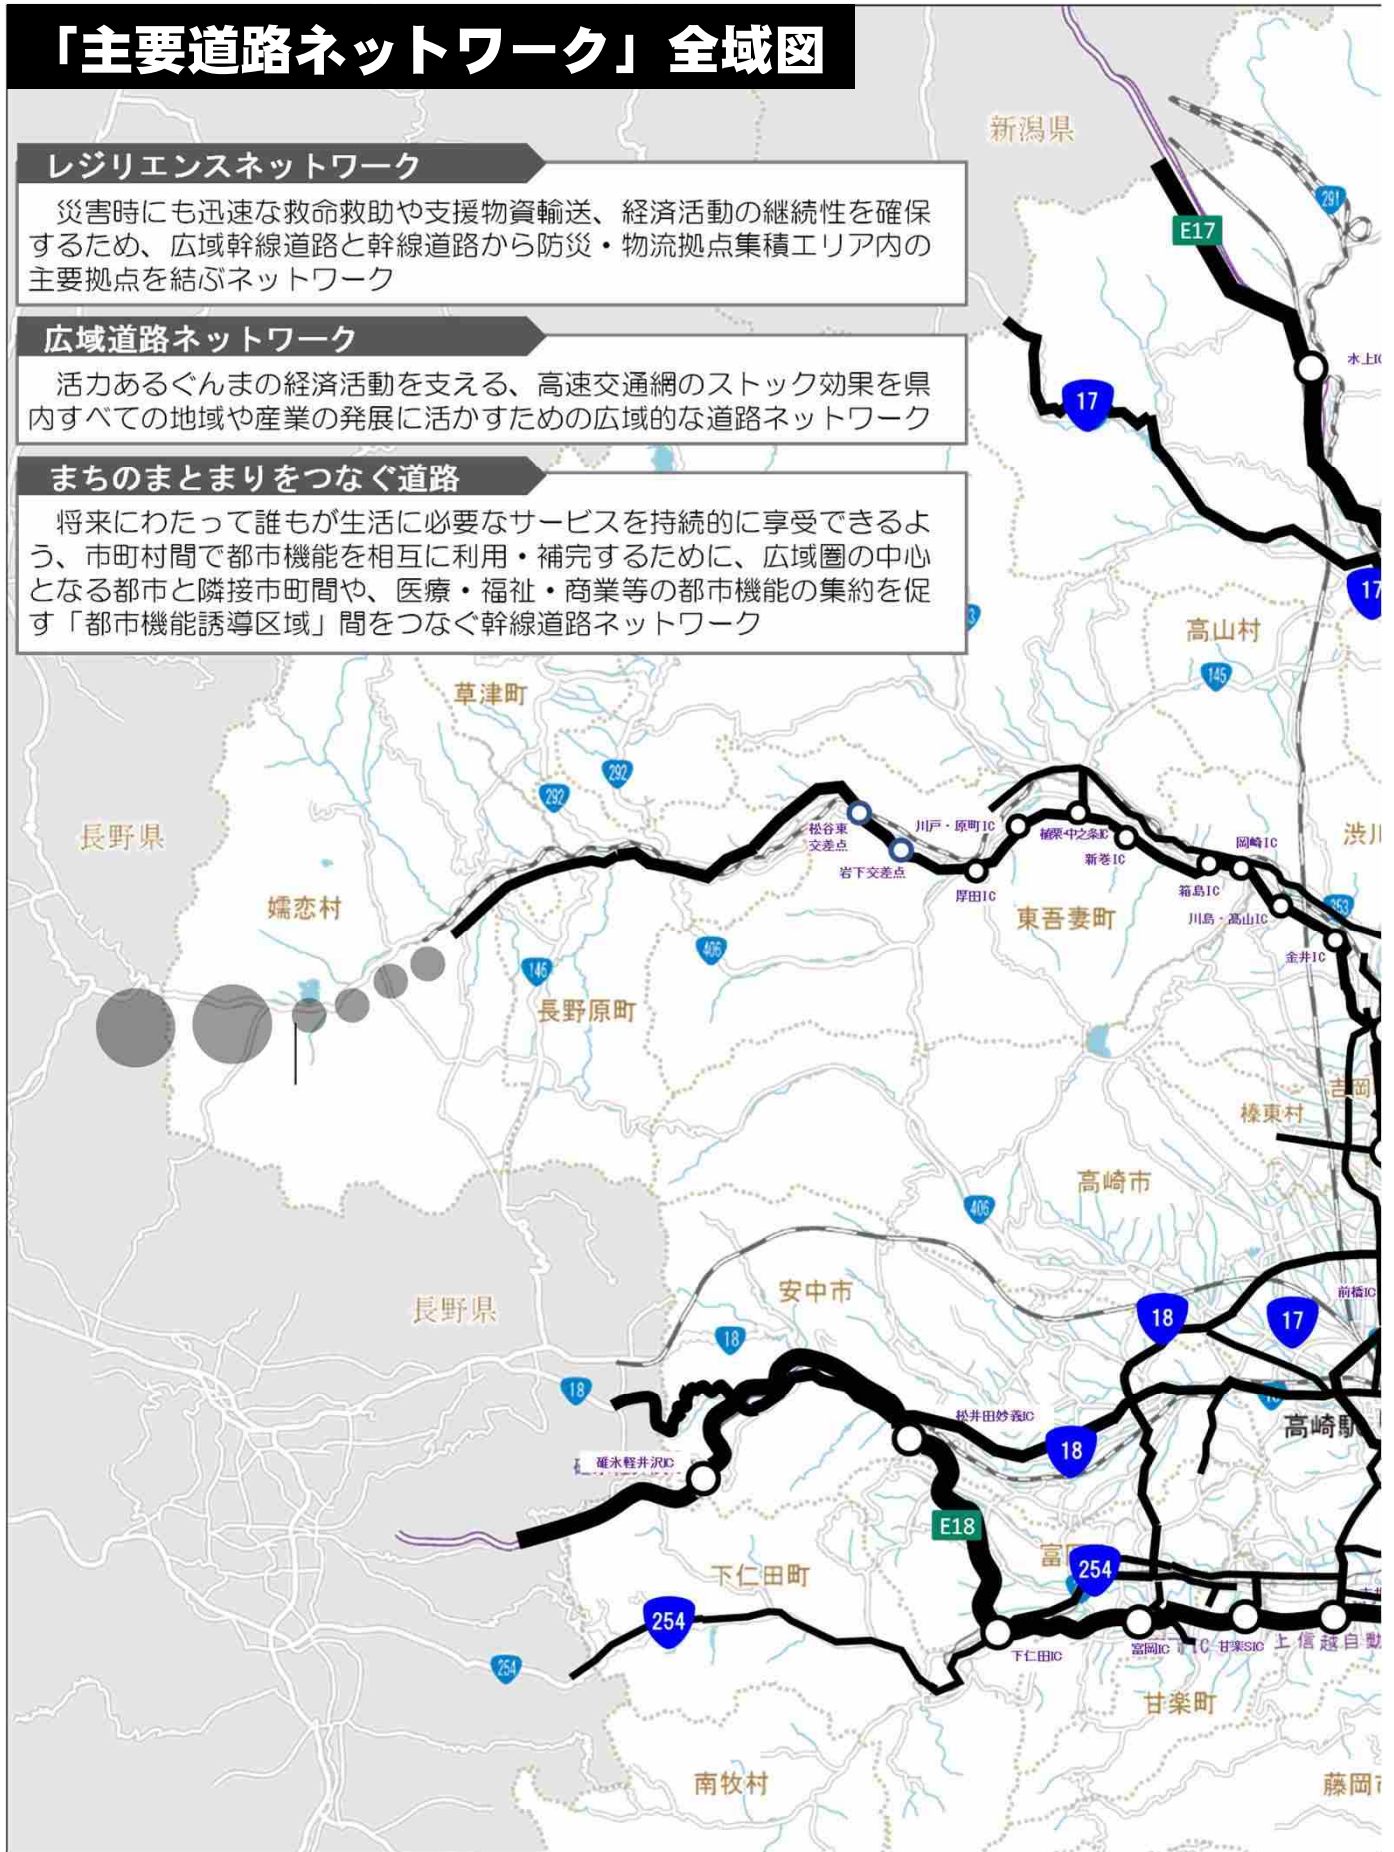 「主要道路ネットワーク」全域図
レジリエンスネットワーク
災害時にも迅速な救命救助や支援物資輸送、経済活動の継続性を確保
するため、広域幹線道路と幹線道路から防災・物流拠点集積エリア内の
主要拠点を結ぶネットワーク
広域道路ネットワーク
活力あるぐんまの経済活動を支える、高速交通網のストック効果を県
内すべての地域や産業の発展に活かすための広域的な道路ネットワーク
まちのまとまりをつなぐ道路
将来にわたって誰もが生活に必要なサービスを持続的に享受できるよ
う、市町村間で都市機能を相互に利用・補完するために、広域圏の中心
となる都市と隣接市町間や、医療・福祉・商業等の都市機能の集約を促
す「都市機能誘導区域」間をつなぐ幹線道路ネットワーク
新潟県
291
E17
水上IC
17
17
高山村
145
草津町
292
292
長野県
松谷東
交差点
川戸・原町IC
植栗・中之条IC
岡崎IC
渋川
岩下交差点
新巻IC
厚田IC
箱島IC
嬬恋村
東吾妻町
353
川島・高山IC
406
金井IC
146
長野原町
吉岡
榛東村
高崎市
406
長野県
安中市
前橋IC
18
17
18
18
松井田妙義IC
高崎駅
18
碓氷軽井沢IC
E18
富
254
下仁田町
254
下仁田IC
富岡IC
甘楽SIC
上信越自動
254
甘楽町
南牧村
藤岡市